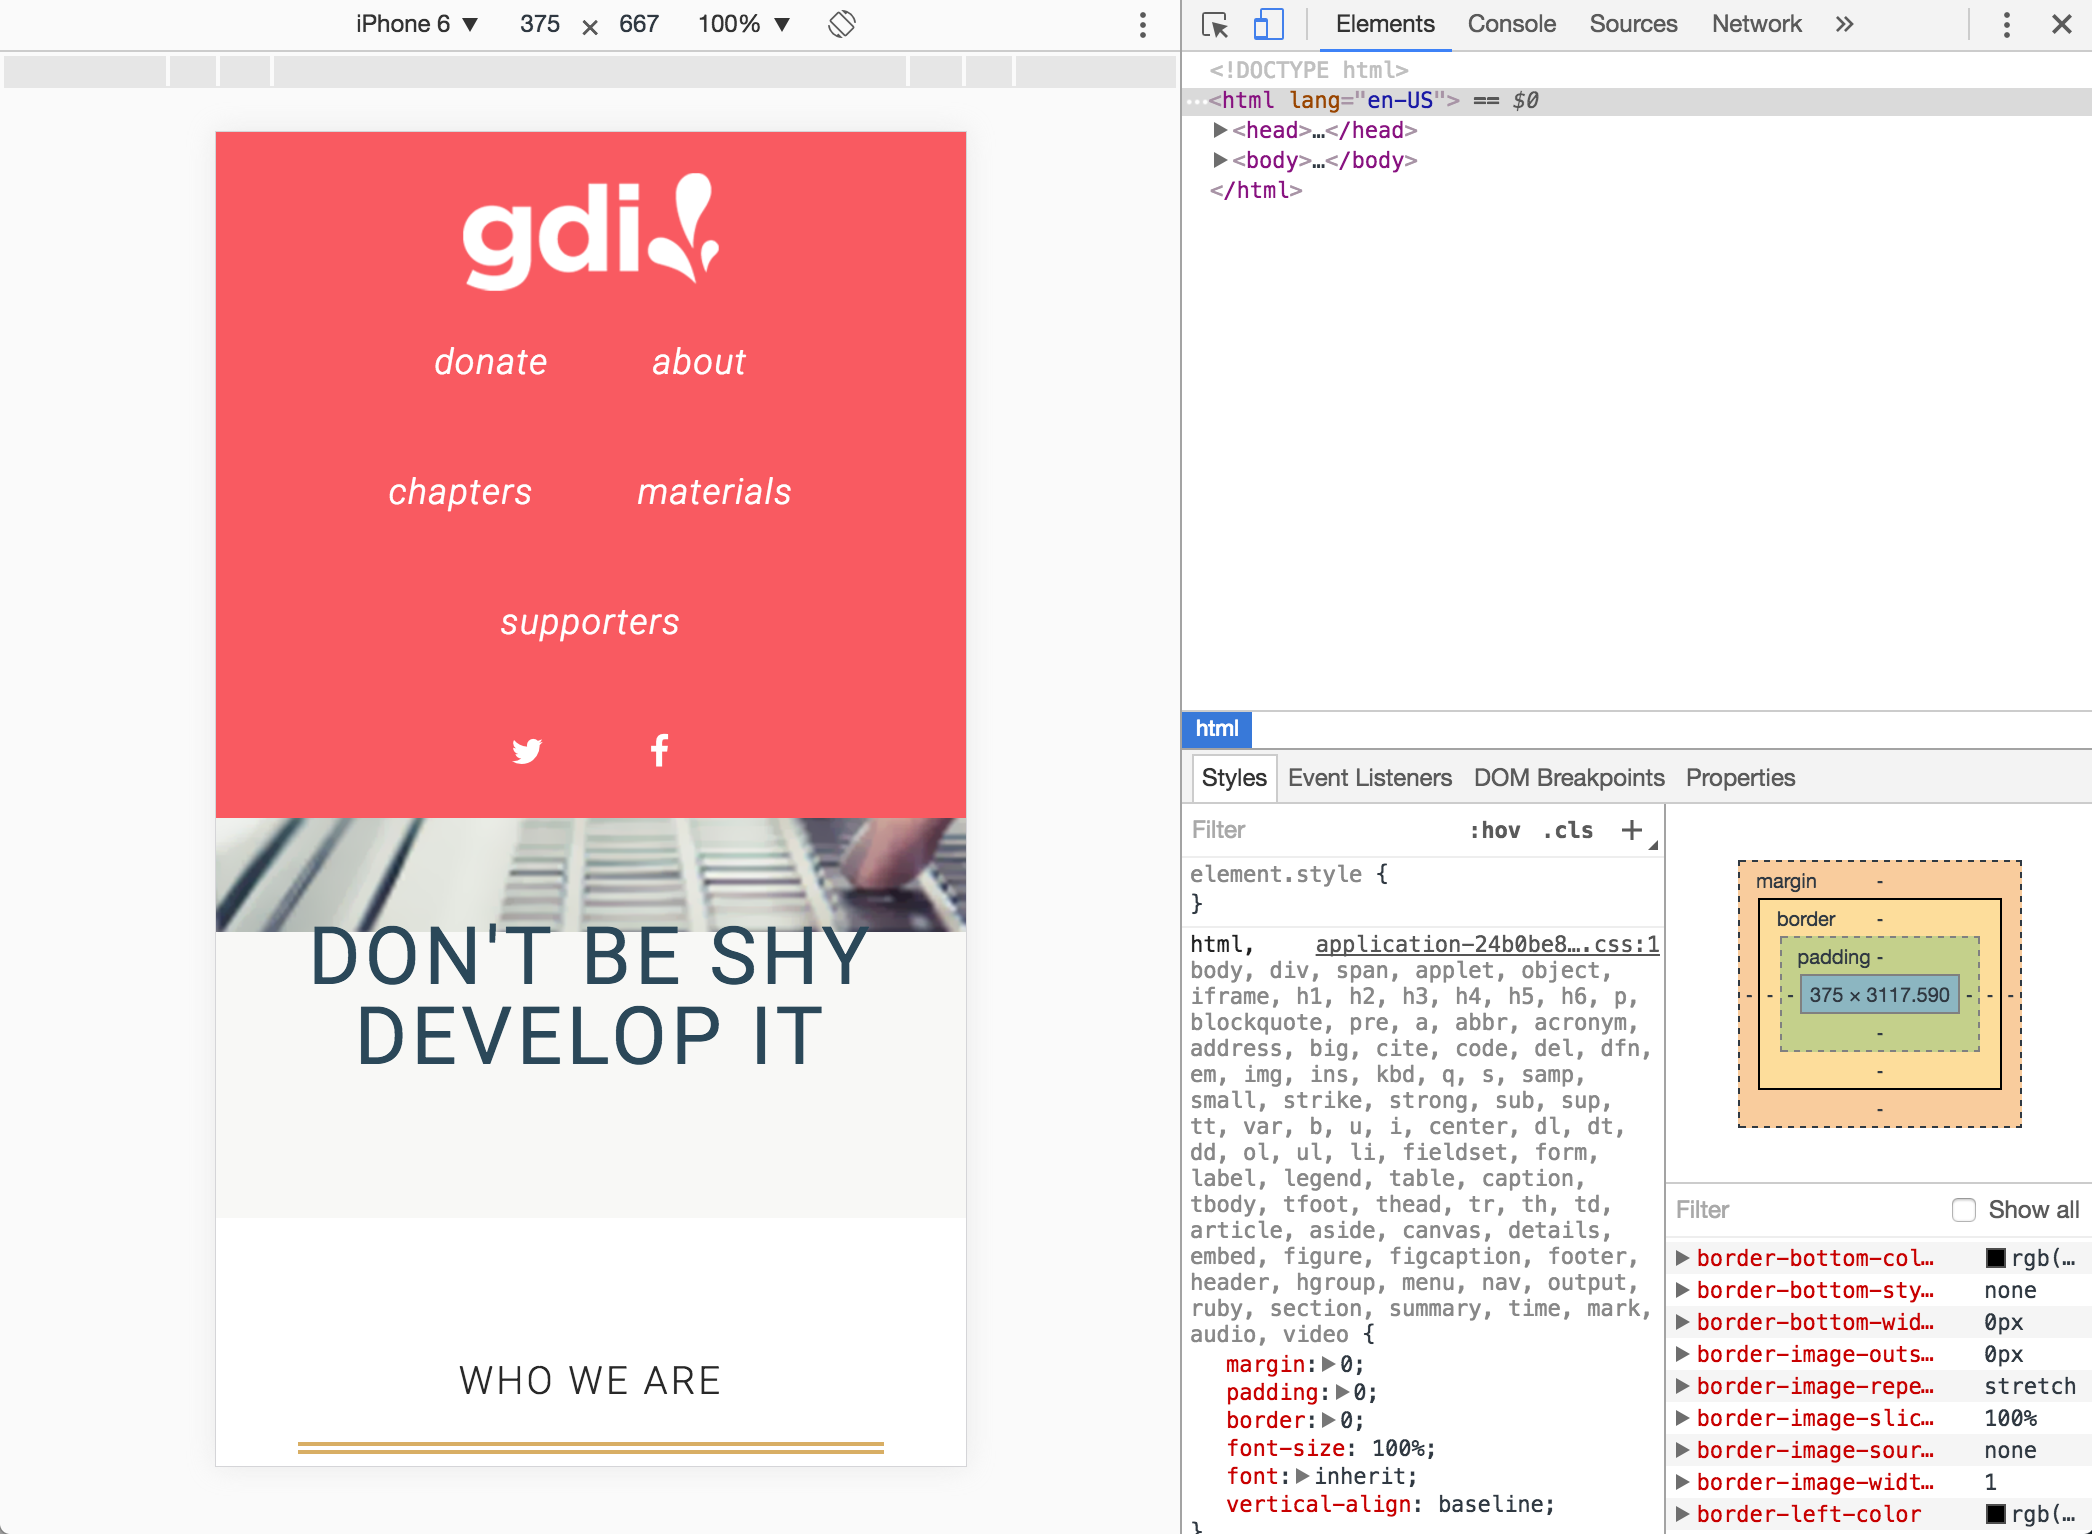 iPhone 6 ▼ 375 × 667 100% ▼
gdi
donate about
chapters materials
supporters
DON'T BE SHY
DEVELOP IT
WHO WE ARE
Elements Console Sources Network »
<!DOCTYPE html>
…<html lang="en-US"> == $0
▶<head>…</head>
▶<body>…</body>
</html>
html
Styles Event Listeners DOM Breakpoints Properties
Filter :hov .cls +
element.style {
}
html, application-24b0be8….css:1
body, div, span, applet, object,
iframe, h1, h2, h3, h4, h5, h6, p,
blockquote, pre, a, abbr, acronym,
address, big, cite, code, del, dfn,
em, img, ins, kbd, q, s, samp,
small, strike, strong, sub, sup,
tt, var, b, u, i, center, dl, dt,
dd, ol, ul, li, fieldset, form,
label, legend, table, caption,
tbody, tfoot, thead, tr, th, td,
article, aside, canvas, details,
embed, figure, figcaption, footer,
header, hgroup, menu, nav, output,
ruby, section, summary, time, mark,
audio, video {
margin:▶0;
padding:▶0;
border:▶0;
font-size: 100%;
font:▶inherit;
vertical-align: baseline;
}
margin -
border -
padding -
- - - 375 × 3117.590 - - -
-
-
-
Filter Show all
▶border-bottom-col… rgb(…
▶border-bottom-sty… none
▶border-bottom-wid… 0px
▶border-image-outs… 0px
▶border-image-repe… stretch
▶border-image-slic… 100%
▶border-image-sour… none
▶border-image-widt… 1
▶border-left-color rgb(…